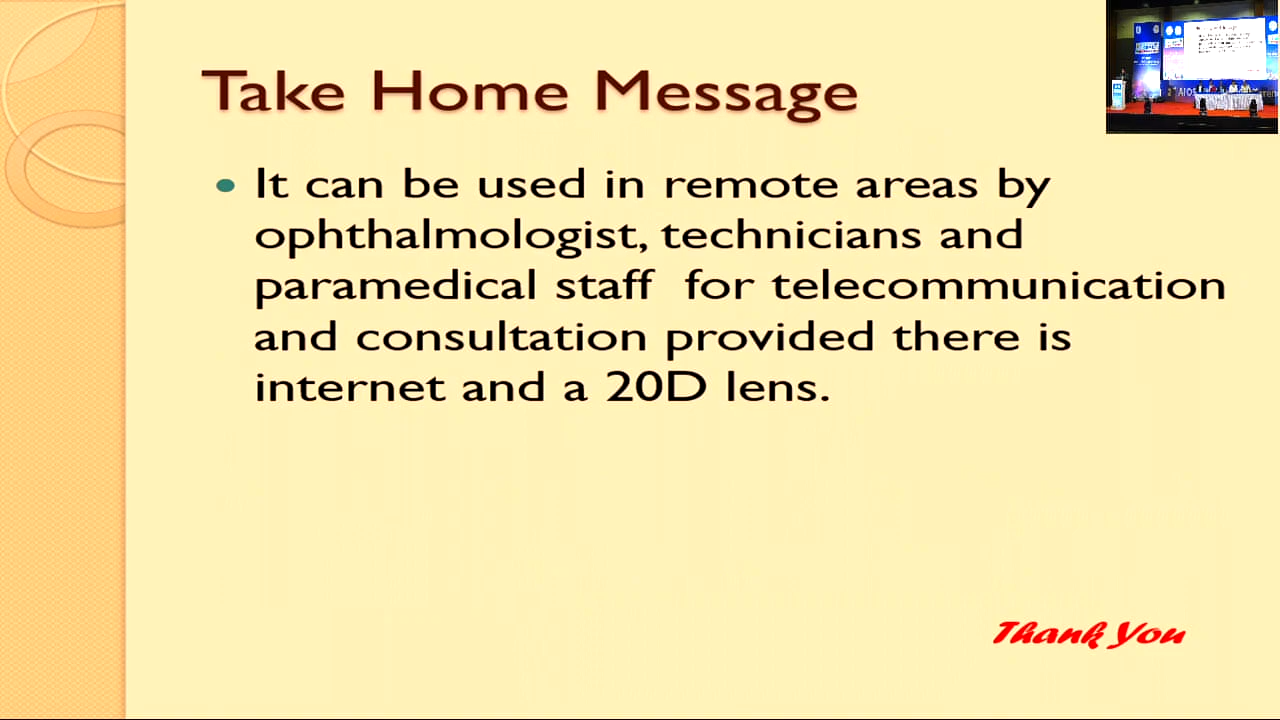 Take Home Message
• It can be used in remote areas by
ophthalmologist, technicians and
paramedical staff for telecommunication
and consultation provided there is
internet and a 20D lens.
Thank You